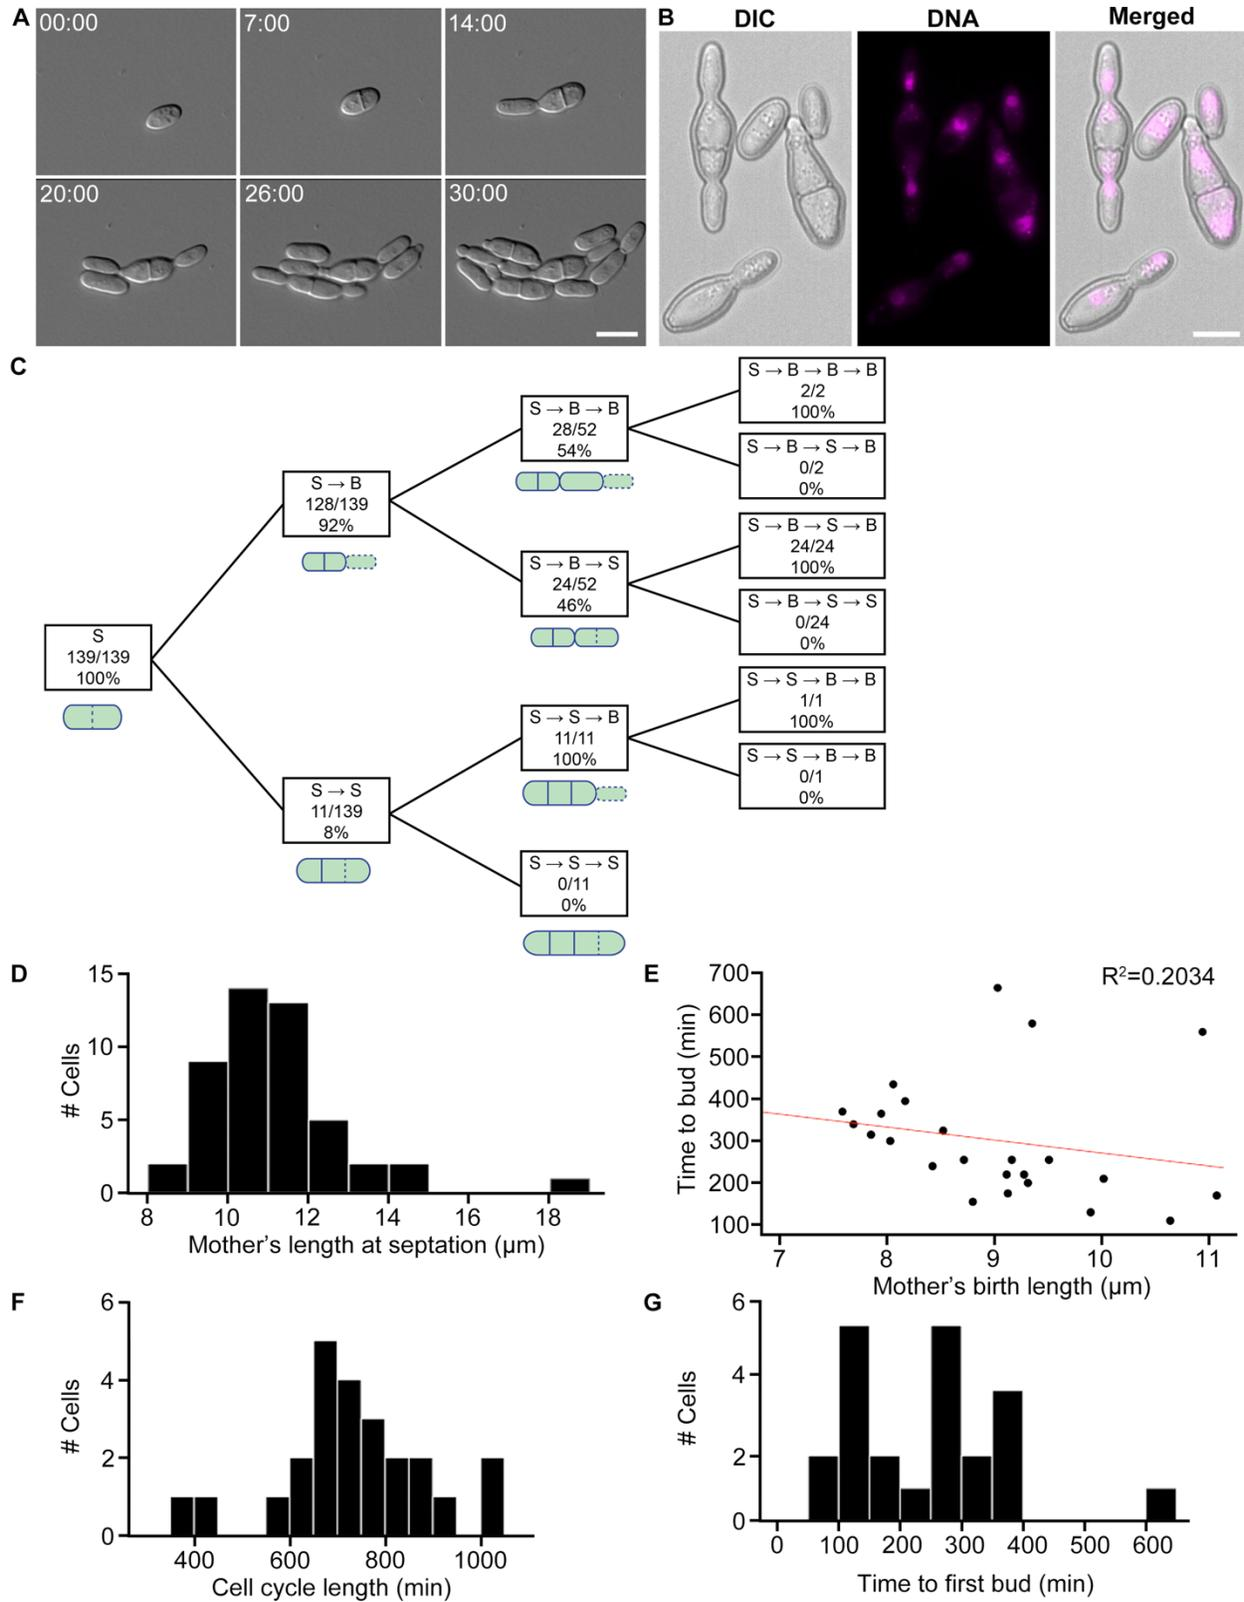 A
00:00
7:00
14:00
20:00
26:00
30:00
B
DIC
DNA
Merged
C
S
139/139
100%
S → B
128/139
92%
S → S
11/139
8%
S → B → B
28/52
54%
S → B → S
24/52
46%
S → S → B
11/11
100%
S → S → S
0/11
0%
S → B → B → B
2/2
100%
S → B → S → B
0/2
0%
S → B → S → B
24/24
100%
S → B → S → S
0/24
0%
S → S → B → B
1/1
100%
S → S → B → B
0/1
0%
D
15
10
5
0
# Cells
8 10 12 14 16 18
Mother's length at septation (µm)
E
R²=0.2034
700
600
500
400
300
200
100
Time to bud (min)
7 8 9 10 11
Mother's birth length (µm)
F
6
4
2
0
# Cells
400 600 800 1000
Cell cycle length (min)
G
6
4
2
0
# Cells
0 100 200 300 400 500 600
Time to first bud (min)